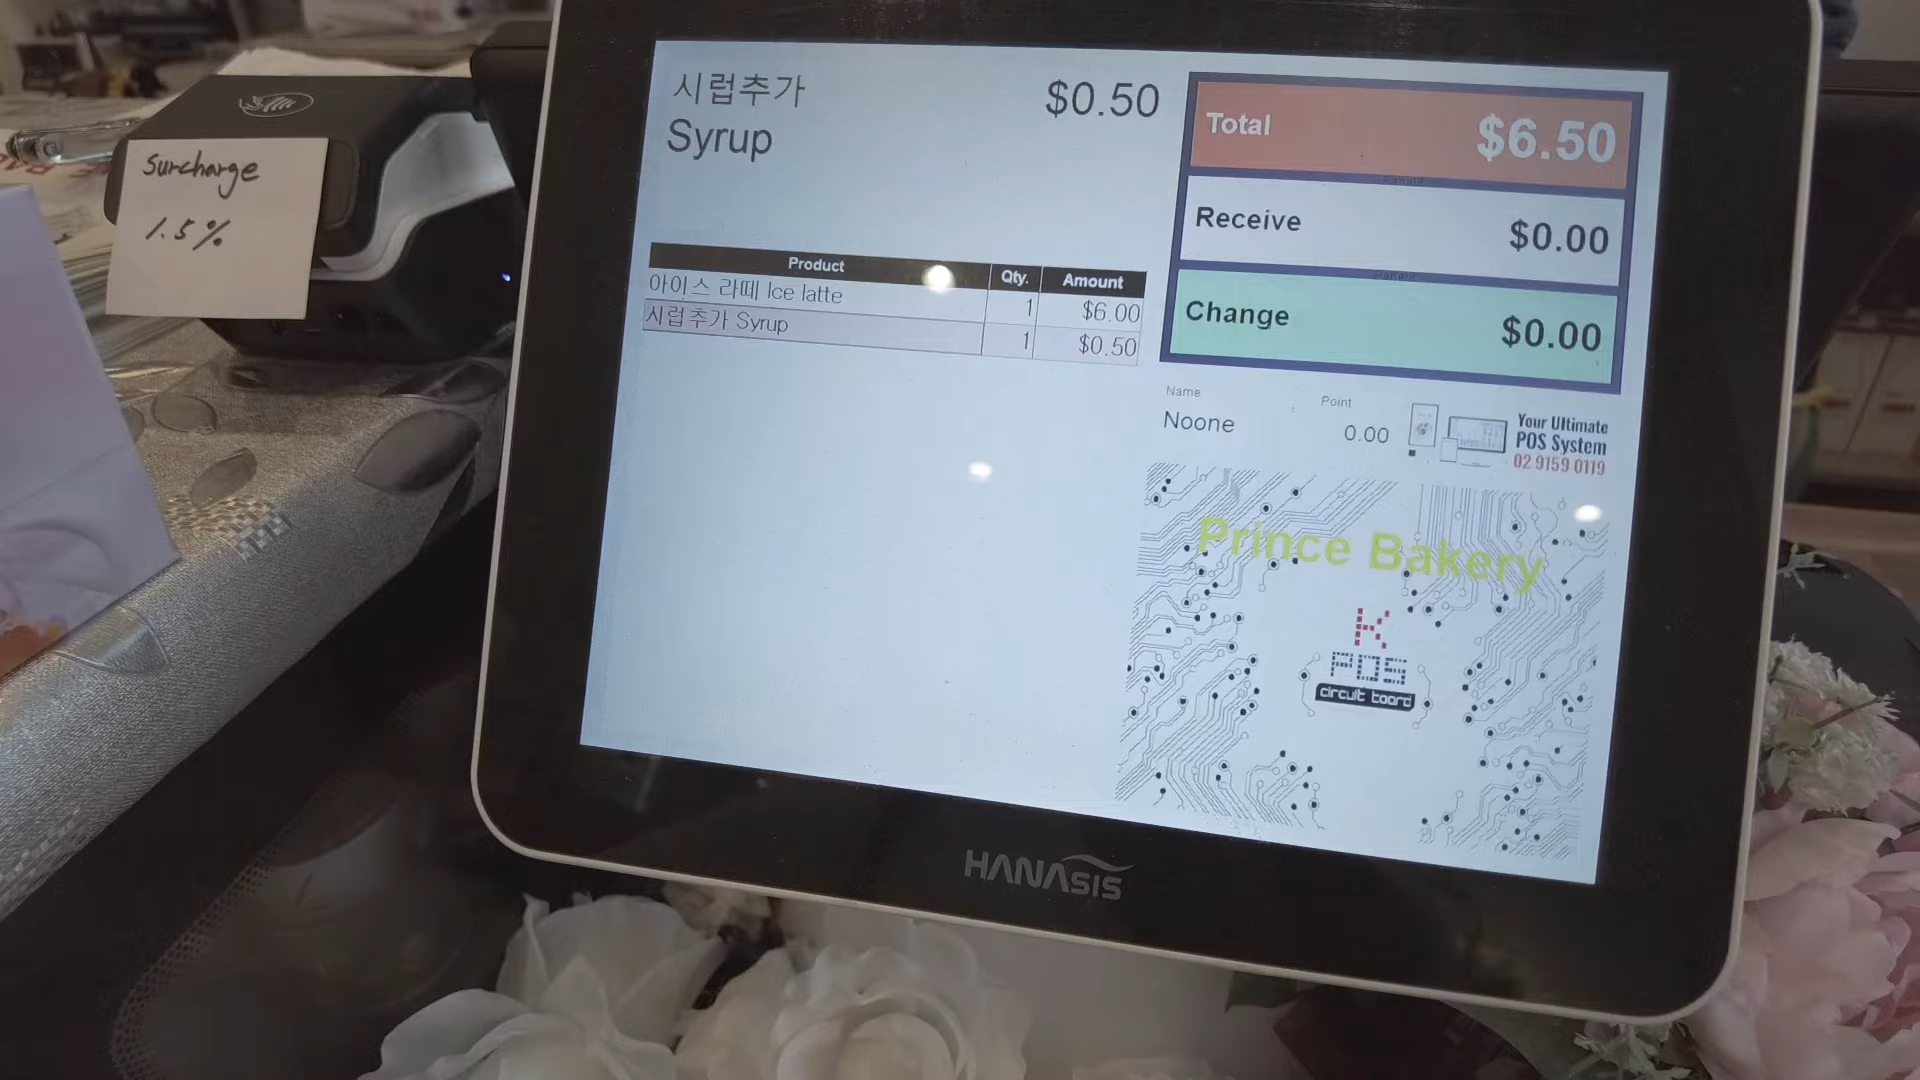 Surcharge
1.5%
시럽추가 $0.50
Syrup
Total $6.50
Receive $0.00
Change $0.00
Product Qty. Amount
아이스 라떼 Ice latte 1 $6.00
시럽추가 Syrup 1 $0.50
Name Point
Noone 0.00
Your Ultimate
POS System
02 9159 0119
Prince Bakery
K
POS
circuit board
HANASIS